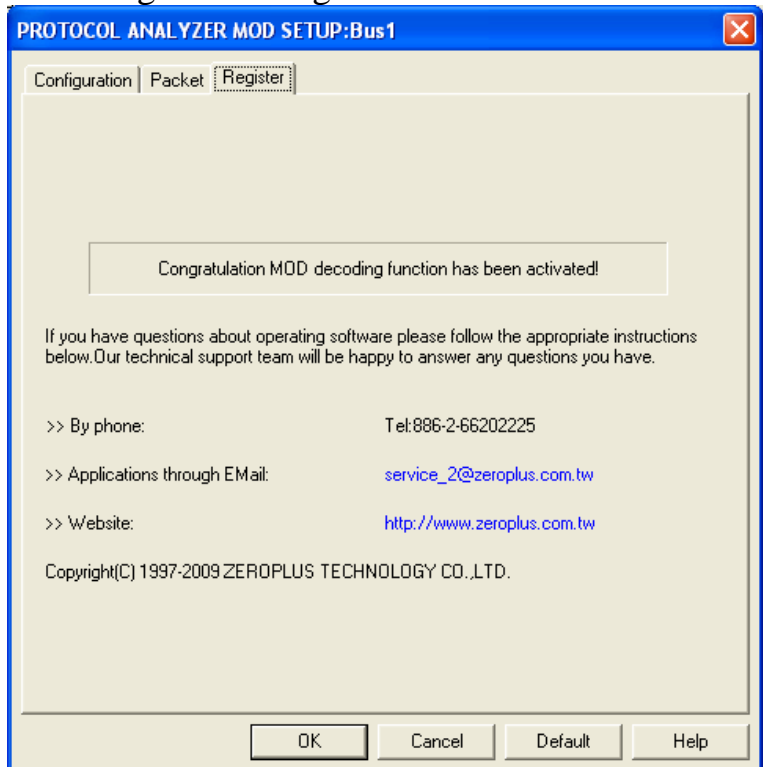 PROTOCOL ANALYZER MOD SETUP:Bus1
Configuration Packet Register
Congratulation MOD decoding function has been activated!
If you have questions about operating software please follow the appropriate instructions
below.Our technical support team will be happy to answer any questions you have.
>> By phone: Tel:886-2-66202225
>> Applications through EMail: service_2@zeroplus.com.tw
>> Website: http://www.zeroplus.com.tw
Copyright(C) 1997-2009 ZEROPLUS TECHNOLOGY CO.,LTD.
OK Cancel Default Help